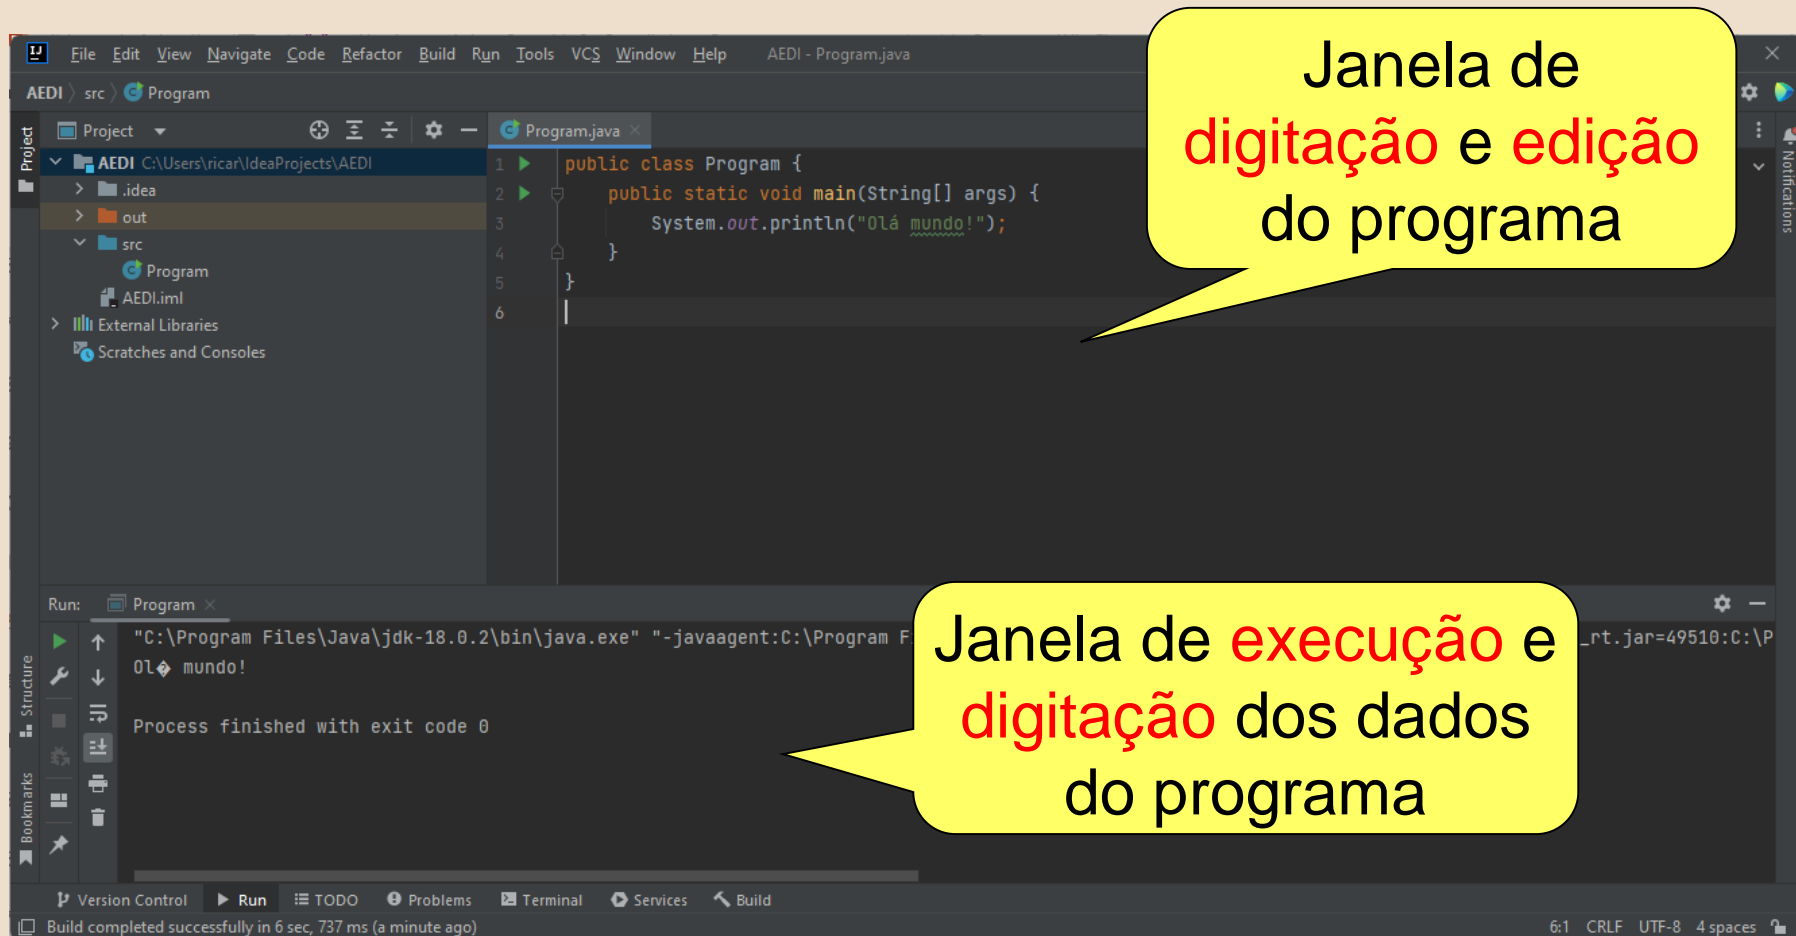 File Edit View Navigate Code Refactor Build Run Tools VCS Window Help AEDI - Program.java
AEDI src Program
Project
Program.java
AEDI C:\Users\ricar\IdeaProjects\AEDI
.idea
out
src
Program
AEDI.iml
External Libraries
Scratches and Consoles
1 public class Program {
2 public static void main(String[] args) {
3 System.out.println("Olá mundo!");
4 }
5 }
6
Janela de
digitação e edição
do programa
Project
Notifications
Run: Program
"C:\Program Files\Java\jdk-18.0.2\bin\java.exe" "-javaagent:C:\Program _rt.jar=49510:C:\P
Ol� mundo!
Process finished with exit code 0
Janela de execução e
digitação dos dados
do programa
Structure
Bookmarks
Version Control Run TODO Problems Terminal Services Build
Build completed successfully in 6 sec, 737 ms (a minute ago) 6:1 CRLF UTF-8 4 spaces